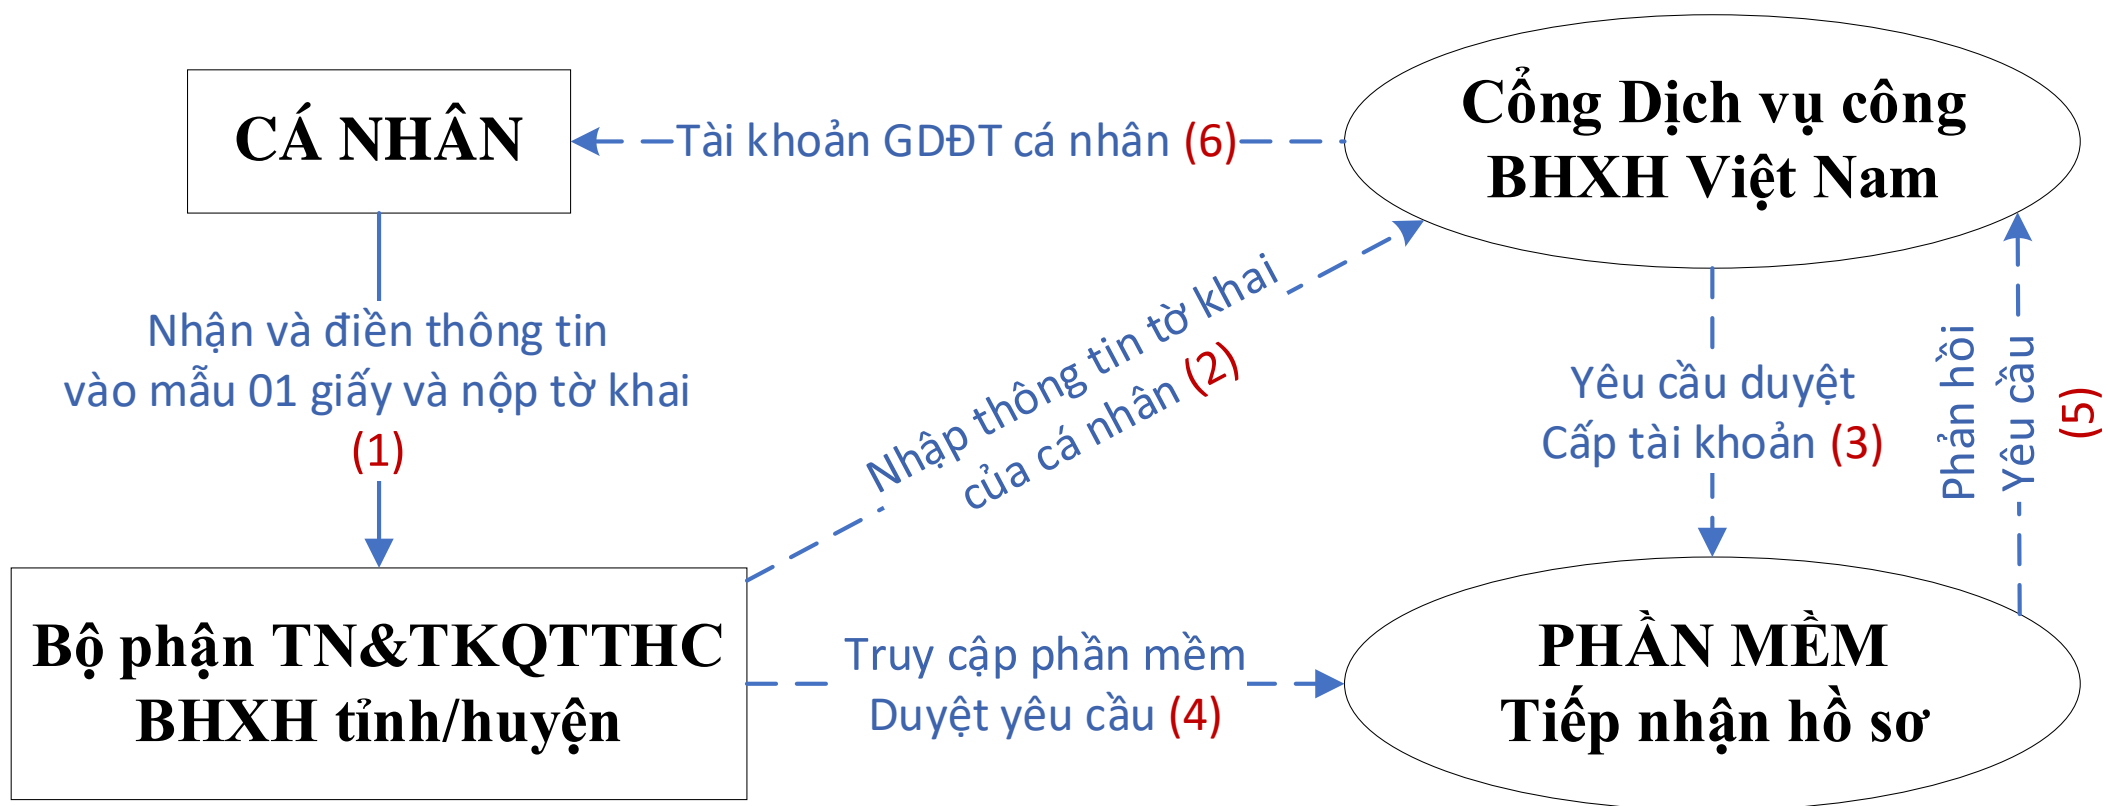 CÁ NHÂN
Tài khoản GDĐT cá nhân (6)
Cổng Dịch vụ công
BHXH Việt Nam
Nhận và điền thông tin
vào mẫu 01 giấy và nộp tờ khai
(1)
Nhập thông tin tờ khai
của cá nhân (2)
Yêu cầu duyệt
Cấp tài khoản (3)
Phản hồi
Yêu cầu
(5)
Bộ phận TN&TKQTTHC
BHXH tỉnh/huyện
Truy cập phần mềm
Duyệt yêu cầu (4)
PHẦN MỀM
Tiếp nhận hồ sơ